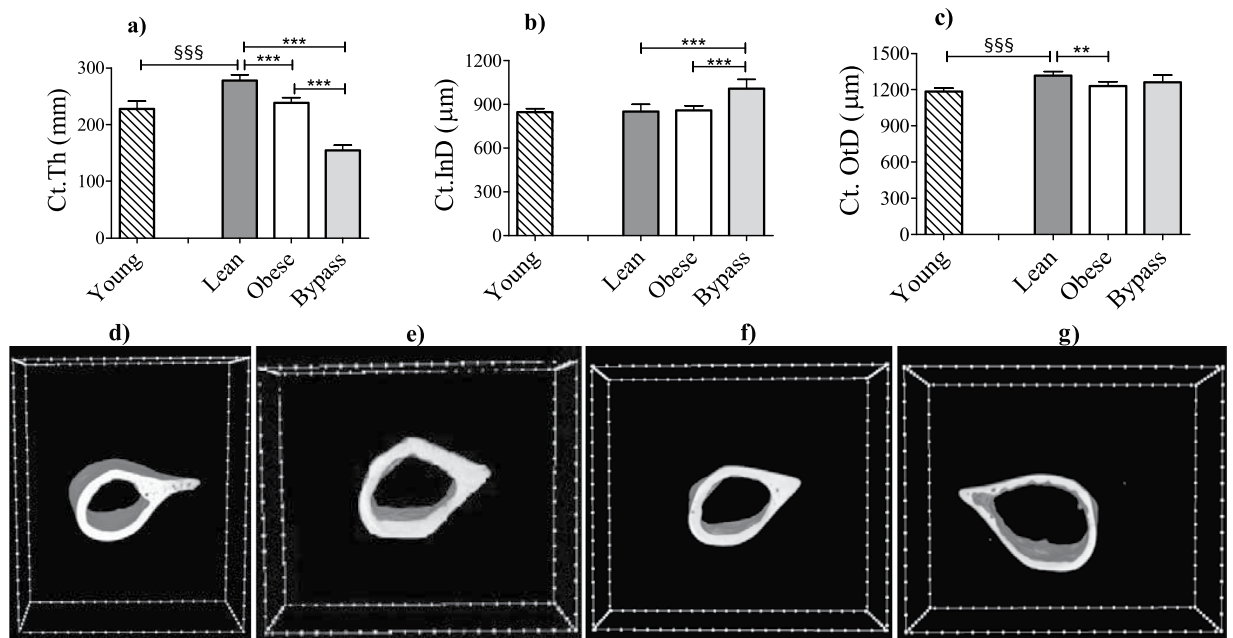 a)
§§§
***
***
***
Ct.Th (mm)
300
200
100
0
Young
Lean
Obese
Bypass
b)
***
***
Ct.InD (µm)
1200
900
600
300
0
Young
Lean
Obese
Bypass
c)
§§§
**
Ct. OtD (µm)
1500
1200
900
600
300
0
Young
Lean
Obese
Bypass
d)
e)
f)
g)